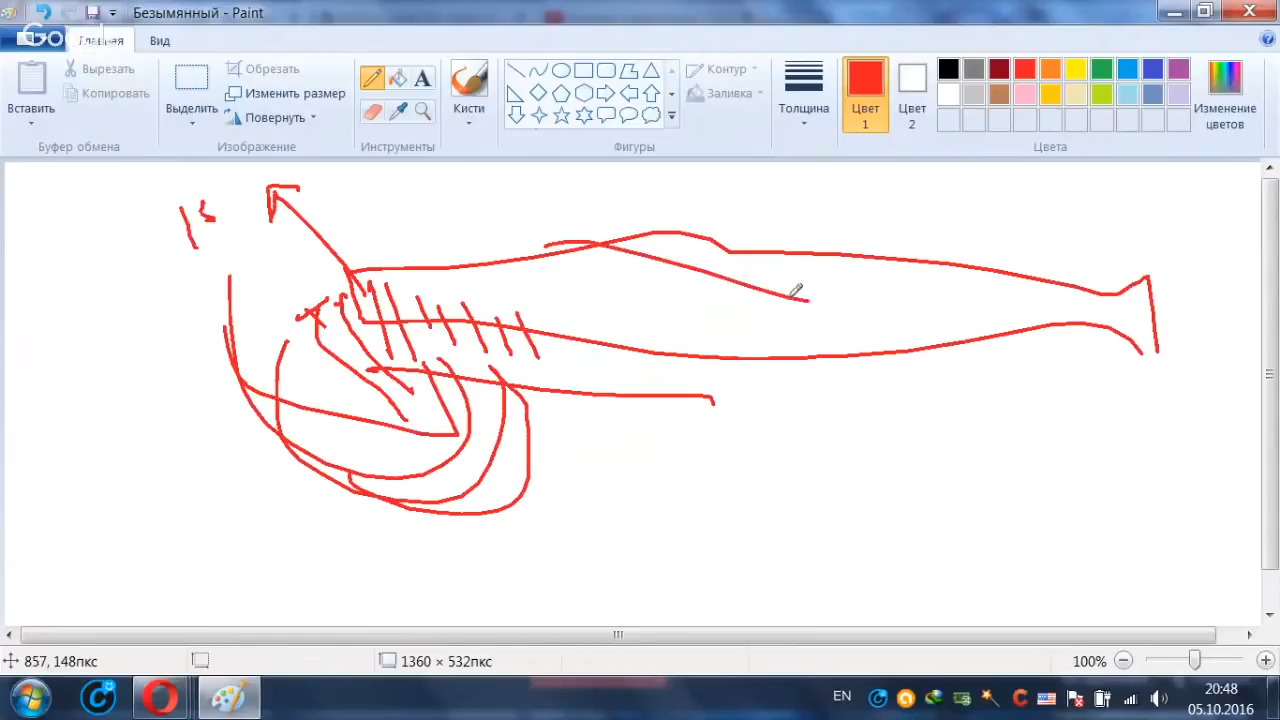 Безымянный - Paint
Главная Вид
Вставить
Вырезать
Копировать
Буфер обмена
Выделить
Обрезать
Изменить размер
Повернуть
Изображение
Инструменты
Кисти
Контур
Заливка
Фигуры
Толщина
Цвет 1
Цвет 2
Изменение цветов
Цвета
857, 148пкс
1360 × 532пкс
100%
EN
20:48
05.10.2016